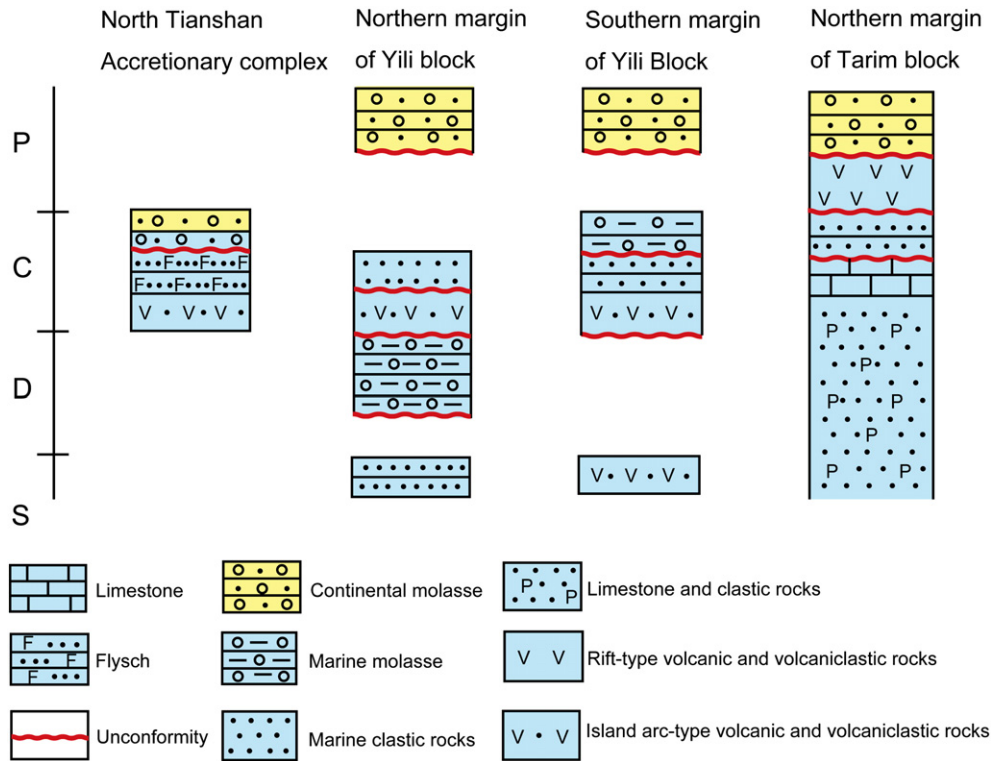 North Tianshan
Accretionary complex
Northern margin
of Yili block
Southern margin
of Yili Block
Northern margin
of Tarim block
P
C
D
S
V V V
V V V
F F F
F F F
V V V
V V V
V V V
V V V
P P
P
P P
P
P P
Limestone
Continental molasse
P
P
Limestone and clastic rocks
F
F
F
Flysch
Marine molasse
V V
Rift-type volcanic and volcaniclastic rocks
Unconformity
Marine clastic rocks
V V
Island arc-type volcanic and volcaniclastic rocks